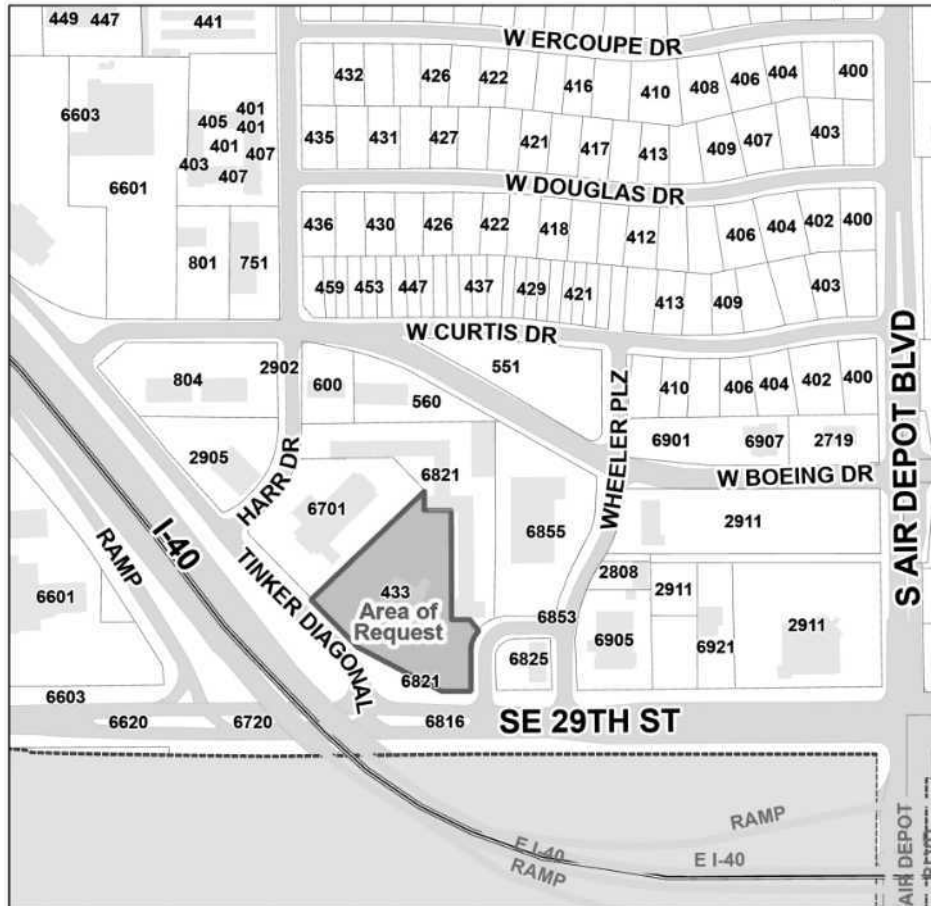 449 447 441
W ERCOUPE DR
432 426 422 416 410 408 406 404 400
6603 401
405 401
435 431 427 421 417 413 409 407 403
401
403 407
407
6601
W DOUGLAS DR
436 430 426 422 418 412 406 404 402 400
801 751
459 453 447 437 429 421 413 409 403
W CURTIS DR
S AIR DEPOT BLVD
2902 551
804 600 560
WHEELER PLZ
410 406 404 402 400
2905
6901 6907 2719
HARR DR
6821
W BOEING DR
6701
I-40
RAMP
6855
2911
TINKER DIAGONAL
6601
433
Area of
Request
2808
2911
2911
6853
6905 6921
6825
6821
6603
6620 6720 6816
SE 29TH ST
RAMP
E I-40
E I-40
RAMP
AIR DEPOT